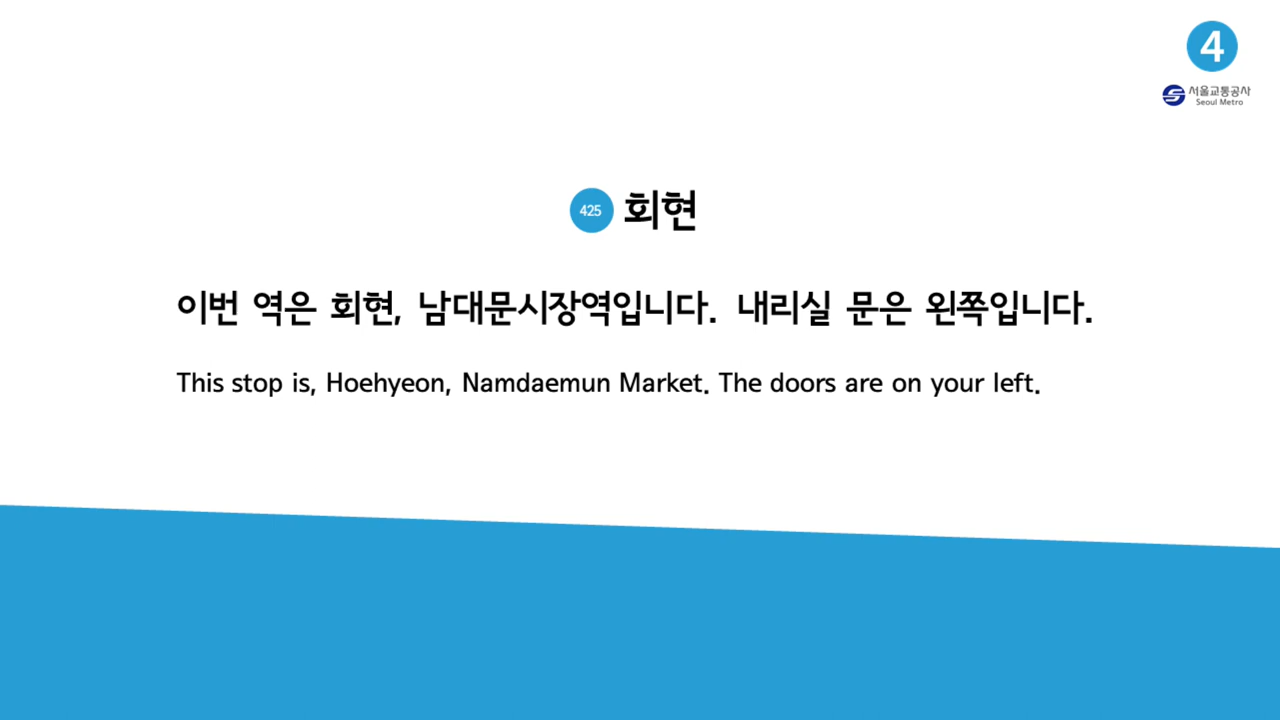 4
서울교통공사
Seoul Metro
425 회현
이번 역은 회현, 남대문시장역입니다. 내리실 문은 왼쪽입니다.
This stop is, Hoehyeon, Namdaemun Market. The doors are on your left.